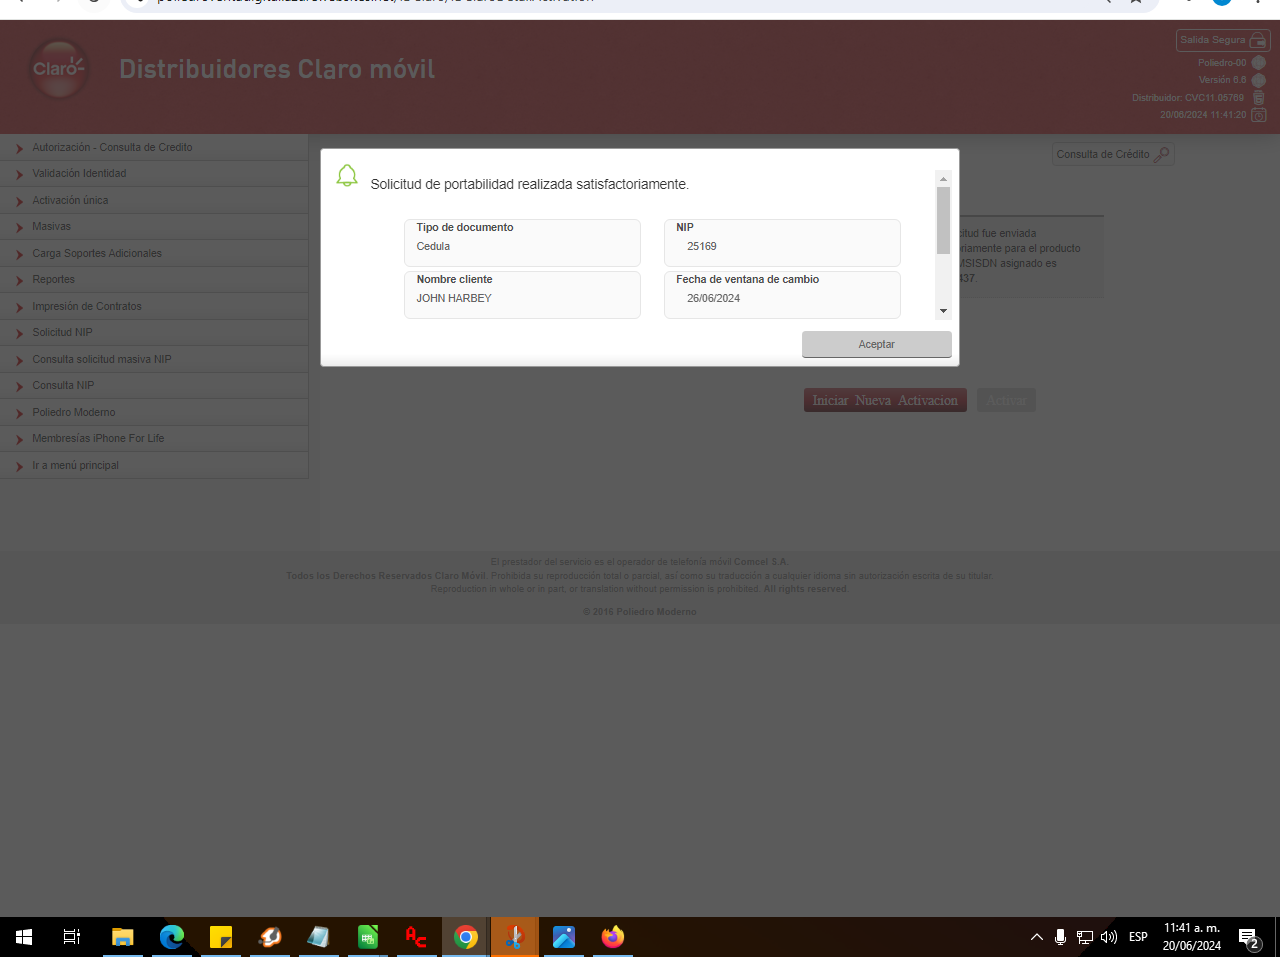 Claro
Distribuidores Claro móvil
Salida Segura
Poliedro-00
Versión 6.6
Distribuidor: CVC11.05769
20/06/2024 11:41:20
Autorización - Consulta de Credito
Validación Identidad
Activación única
Masivas
Carga Soportes Adicionales
Reportes
Impresión de Contratos
Solicitud NIP
Consulta solicitud masiva NIP
Consulta NIP
Poliedro Moderno
Membresías iPhone For Life
Ir a menú principal
Consulta de Crédito
Solicitud de portabilidad realizada satisfactoriamente.
Tipo de documento
Cedula
NIP
25169
Nombre cliente
JOHN HARBEY
Fecha de ventana de cambio
26/06/2024
Aceptar
citud fue enviada
oriamente para el producto
MSISDN asignado es
437.
Iniciar Nueva Activacion
Activar
El prestador del servicio es el operador de telefonía móvil Comcel S.A.
Todos los Derechos Reservados Claro Móvil. Prohibida su reproducción total o parcial, así como su traducción a cualquier idioma sin autorización escrita de su titular.
Reproduction in whole or in part, or translation without permission is prohibited. All rights reserved.
© 2016 Poliedro Moderno
ESP
11:41 a. m.
20/06/2024
2